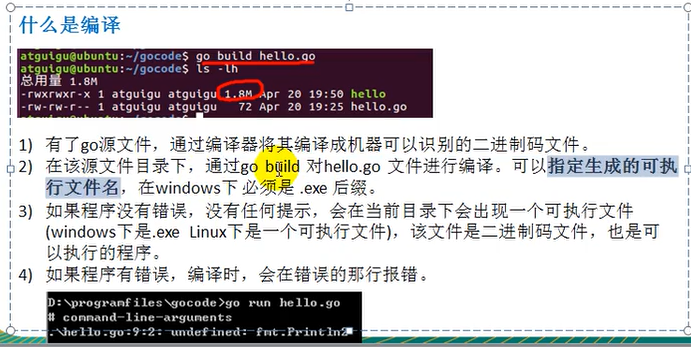 什么是编译
atguigu@ubuntu:~/gocode$ go build hello.go
atguigu@ubuntu:~/gocode$ ls -lh
总用量 1.8M
-rwxrwxr-x 1 atguigu atguigu 1.8M Apr 20 19:50 hello
-rw-rw-r-- 1 atguigu atguigu 72 Apr 20 19:25 hello.go
1) 有了go源文件，通过编译器将其编译成机器可以识别的二进制码文件。
2) 在该源文件目录下，通过go build 对hello.go 文件进行编译。可以指定生成的可执
行文件名，在windows下 必须是 .exe 后缀。
3) 如果程序没有错误，没有任何提示，会在当前目录下会出现一个可执行文件
(windows下是.exe Linux下是一个可执行文件)，该文件是二进制码文件，也是可
以执行的程序。
4) 如果程序有错误，编译时，会在错误的那行报错。
D:\programfiles\gocode>go run hello.go
# command-line-arguments
.\hello.go:9:2: undefined: fmt.Println2